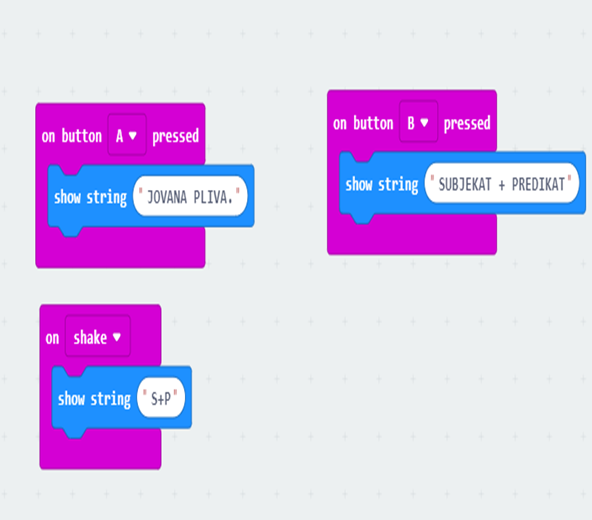 on button A ▼ pressed
show string "JOVANA PLIVA."
on button B ▼ pressed
show string "SUBJEKAT + PREDIKAT"
on shake ▼
show string "S+P"